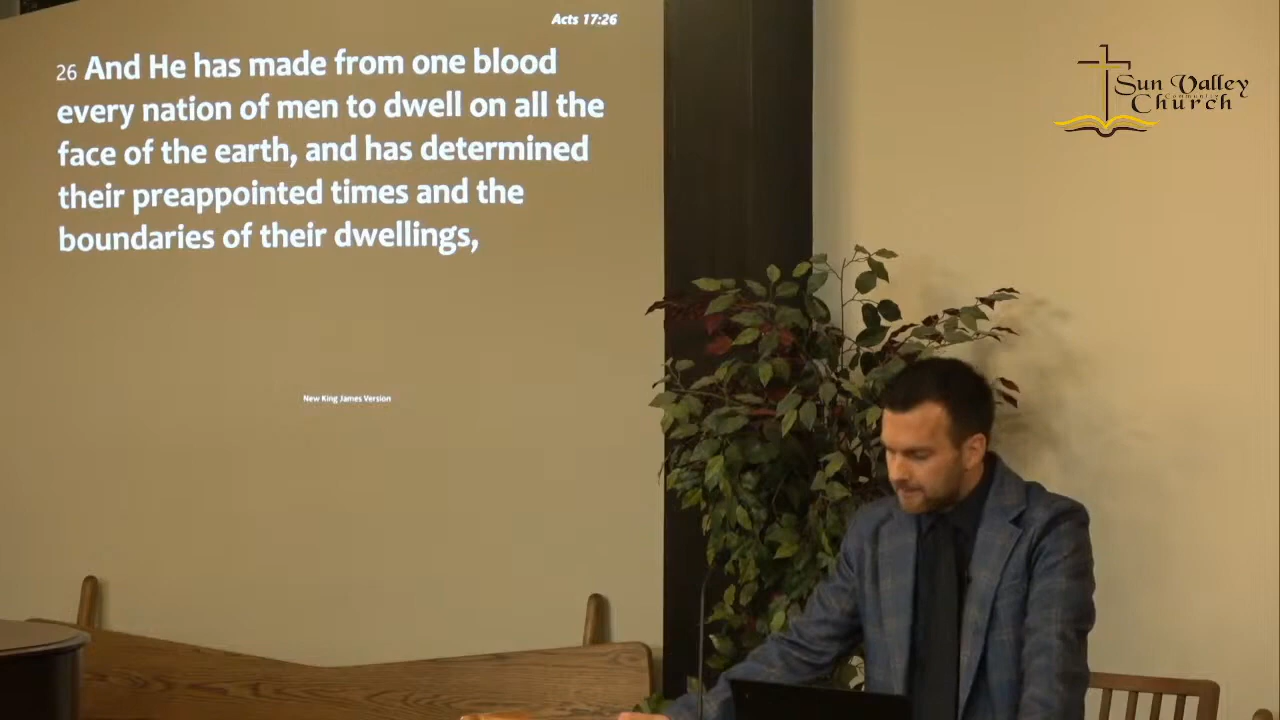 Acts 17:26
26 And He has made from one blood
every nation of men to dwell on all the
face of the earth, and has determined
their preappointed times and the
boundaries of their dwellings,
New King James Version
Sun Valley
Community
Church